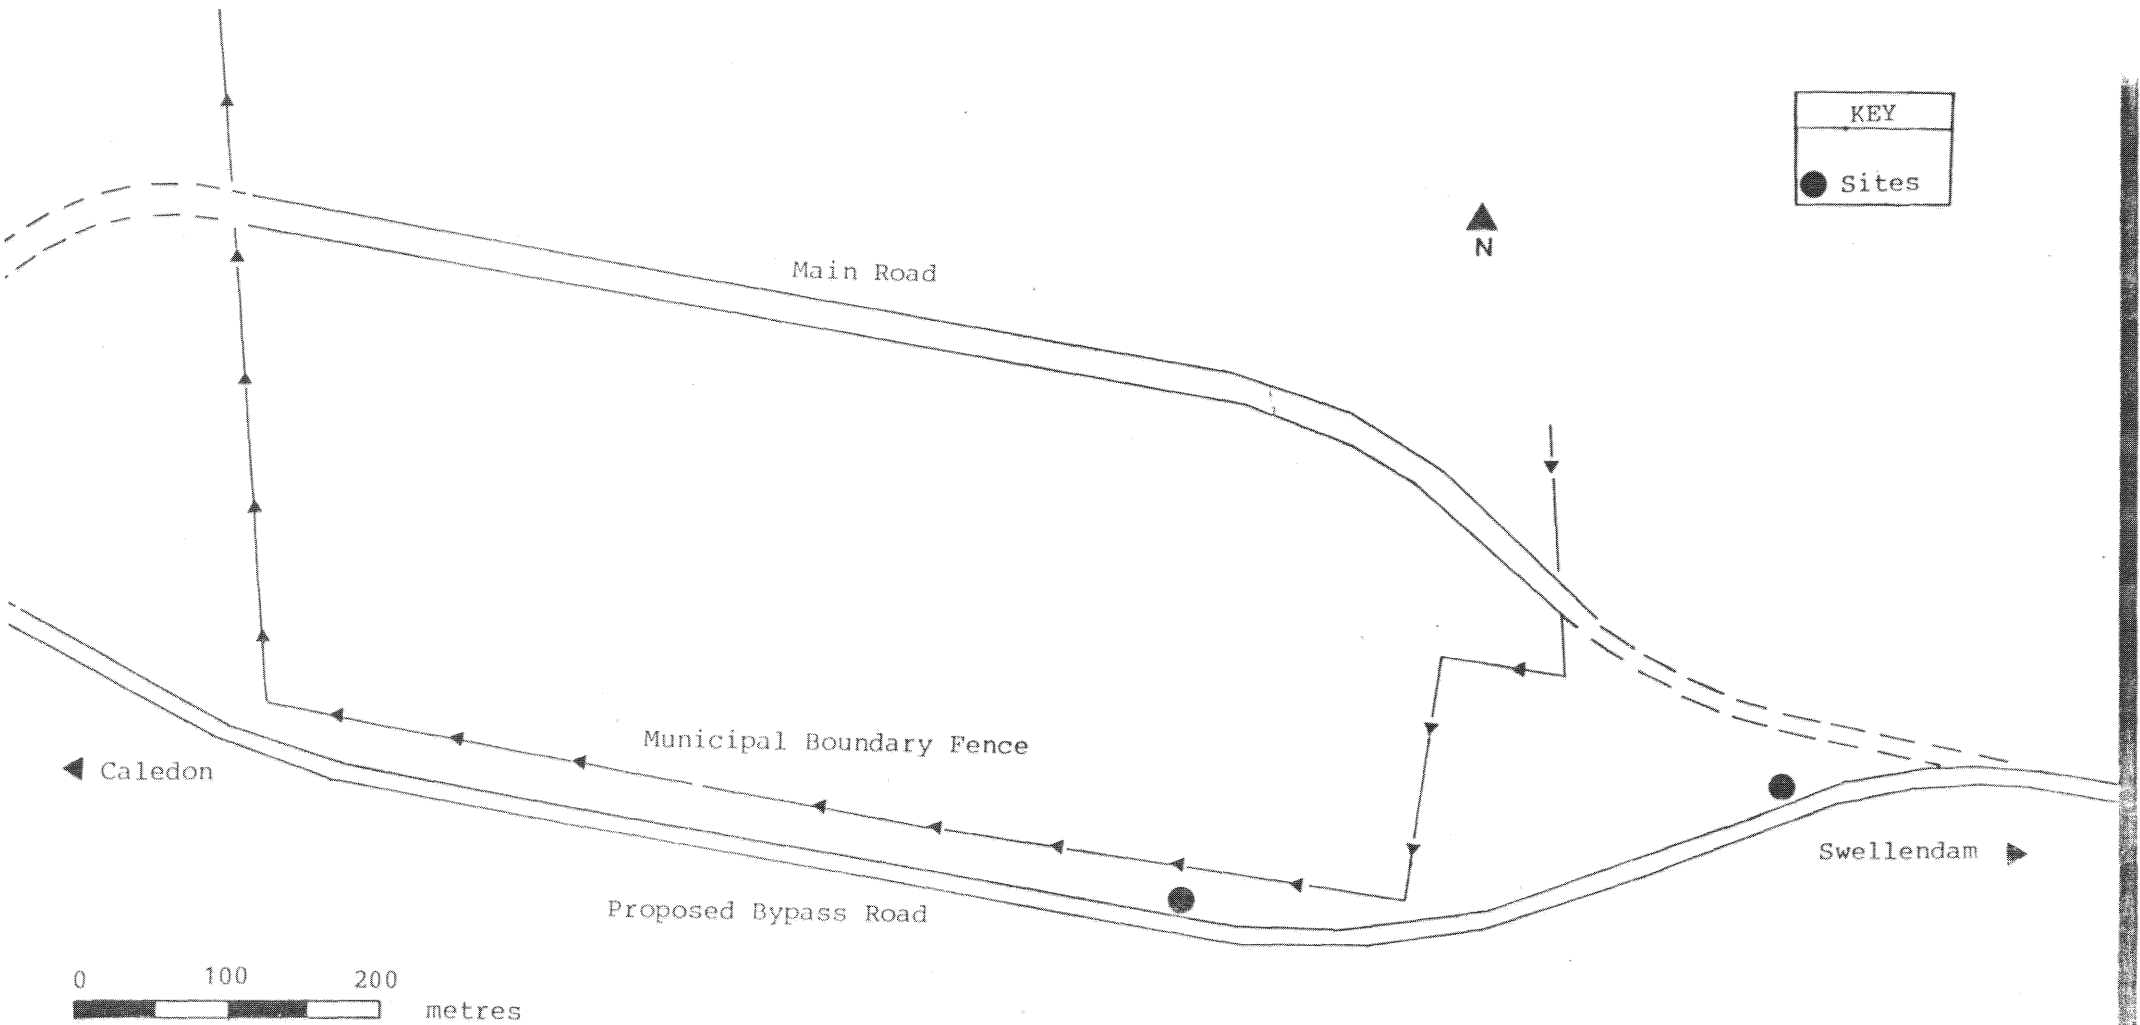 KEY
Sites
N
Main Road
Municipal Boundary Fence
Caledon
Swellendam
Proposed Bypass Road
0 100 200
metres